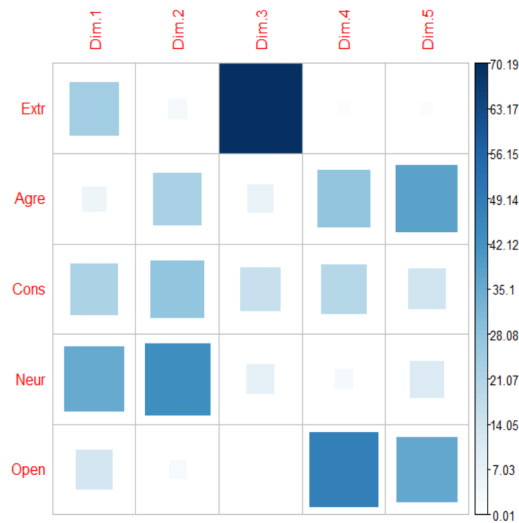 Dim.1 Dim.2 Dim.3 Dim.4 Dim.5
Extr
Agre
Cons
Neur
Open
70.19
63.17
56.15
49.14
42.12
35.1
28.08
21.07
14.05
7.03
0.01